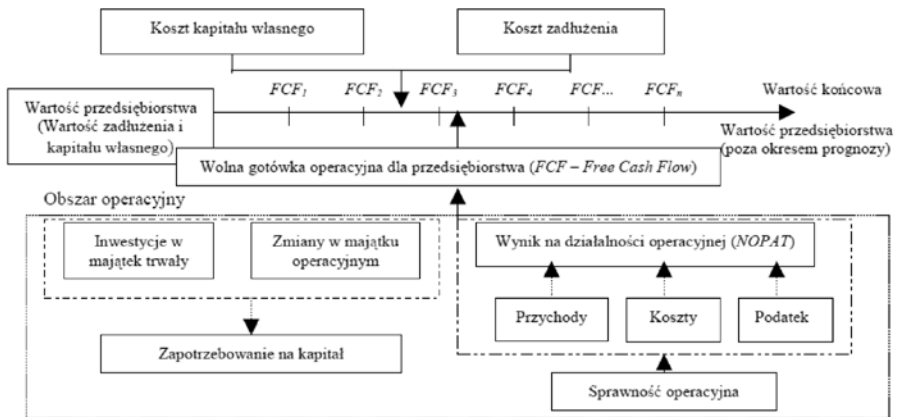 Koszt kapitału własnego
Koszt zadłużenia
FCF1 FCF2 FCF3 FCF4 FCF... FCFn
Wartość końcowa
Wartość przedsiębiorstwa
(Wartość zadłużenia i
kapitału własnego)
Wartość przedsiębiorstwa
(poza okresem prognozy)
Wolna gotówka operacyjna dla przedsiębiorstwa (FCF – Free Cash Flow)
Obszar operacyjny
Inwestycje w
majątek trwały
Zmiany w majątku
operacyjnym
Wynik na działalności operacyjnej (NOPAT)
Przychody
Koszty
Podatek
Zapotrzebowanie na kapitał
Sprawność operacyjna